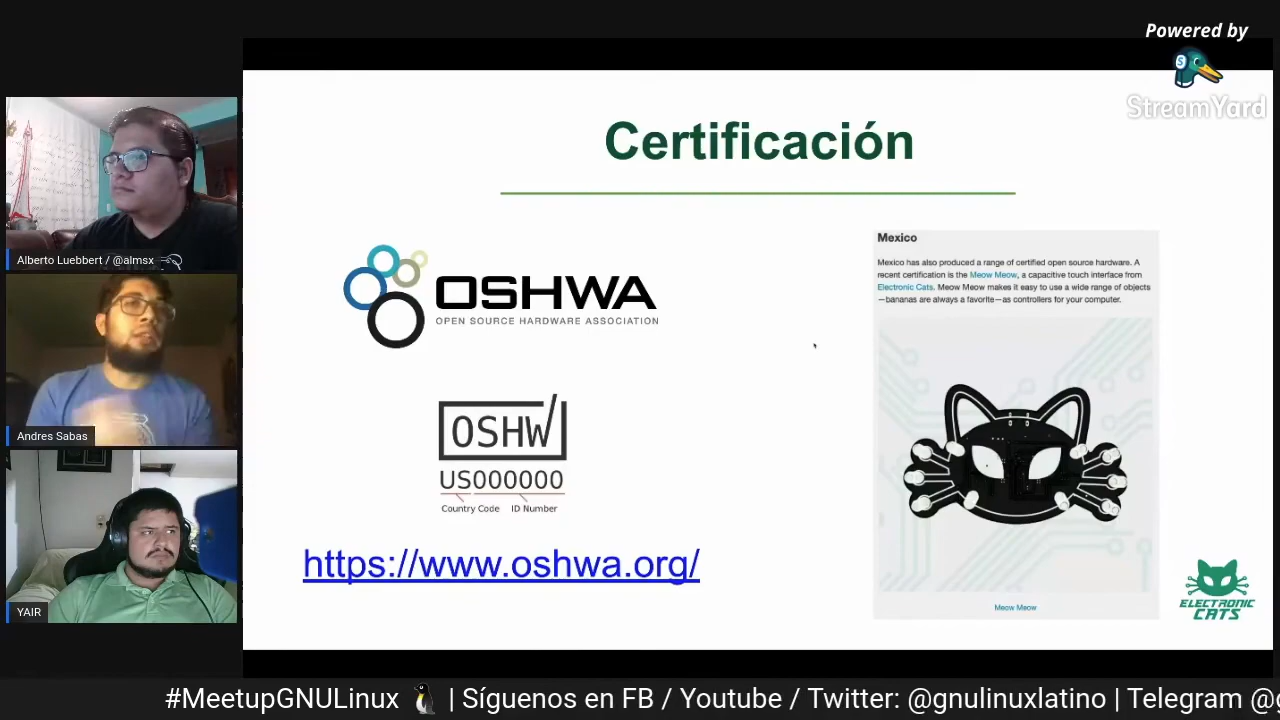 Powered by
StreamYard
Certificación
Alberto Luebbert / @almsx
Andres Sabas
YAIR
OSHWA
OPEN SOURCE HARDWARE ASSOCIATION
OSHW
US000000
Country Code ID Number
https://www.oshwa.org/
Mexico
Mexico has also produced a range of certified open source hardware. A
recent certification is the Meow Meow, a capacitive touch interface from
Electronic Cats. Meow Meow makes it easy to use a wide range of objects
—bananas are always a favorite—as controllers for your computer.
Meow Meow
ELECTRONIC
CATS
#MeetupGNULinux 🐧 | Síguenos en FB / Youtube / Twitter: @gnulinuxlatino | Telegram @g